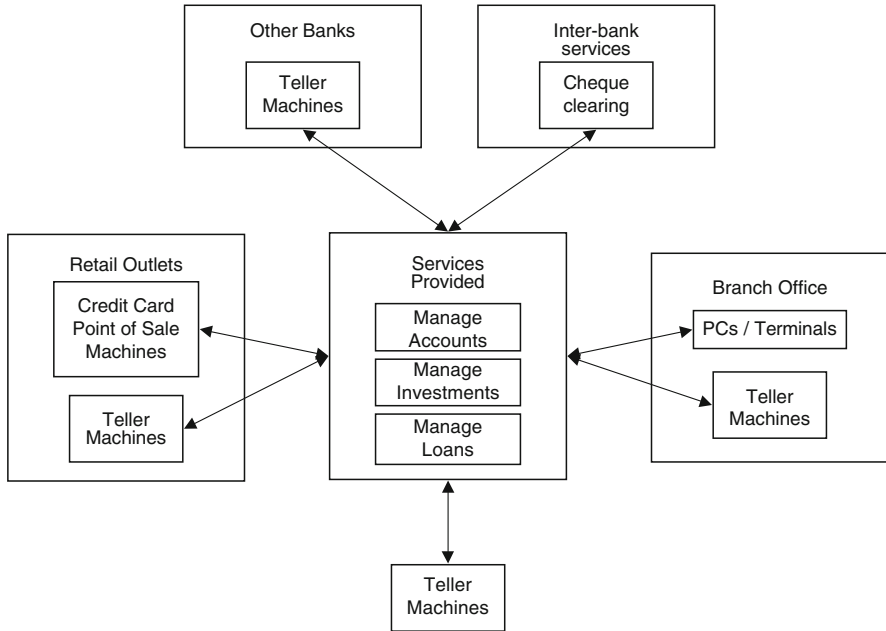 Other Banks
Teller
Machines
Inter-bank
services
Cheque
clearing
Retail Outlets
Credit Card
Point of Sale
Machines
Teller
Machines
Services
Provided
Manage
Accounts
Manage
Investments
Manage
Loans
Branch Office
PCs / Terminals
Teller
Machines
Teller
Machines